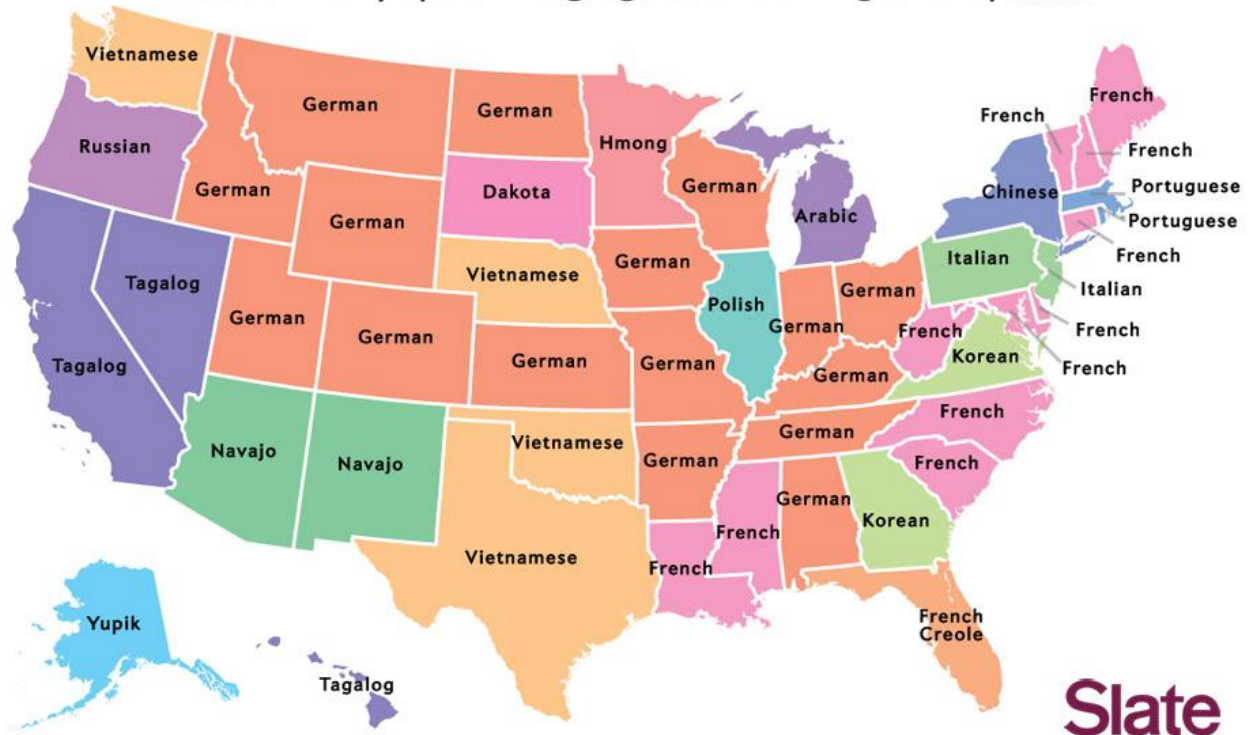 Vietnamese
German
German
Hmong
French
French
Russian
German
German
Dakota
German
Arabic
Chinese
French
Portuguese
Portuguese
French
Tagalog
German
Vietnamese
German
Polish
German
German
Italian
Italian
Tagalog
German
German
German
German
German
French
Korean
French
French
Navajo
Navajo
Vietnamese
German
German
French
French
Vietnamese
French
French
German
Korean
Yupik
Tagalog
French
Creole
Slate